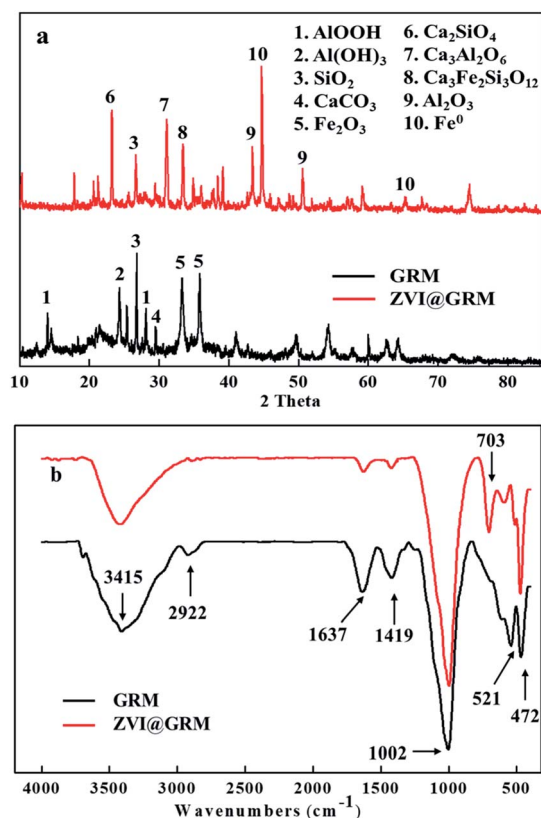 a
1. AlOOH 6. Ca₂SiO₄
2. Al(OH)₃ 7. Ca₃Al₂O₆
3. SiO₂ 8. Ca₃Fe₂Si₃O₁₂
4. CaCO₃ 9. Al₂O₃
5. Fe₂O₃ 10. Fe⁰
6 3 7 8 9 10 9 10
GRM
ZVI@GRM
1 2 3 1 4 5 5
10 20 30 40 50 60 70 80
2 Theta
b
703
3415
2922
1637
1419
521
472
1002
GRM
ZVI@GRM
4000 3500 3000 2500 2000 1500 1000 500
Wavenumbers (cm⁻¹)